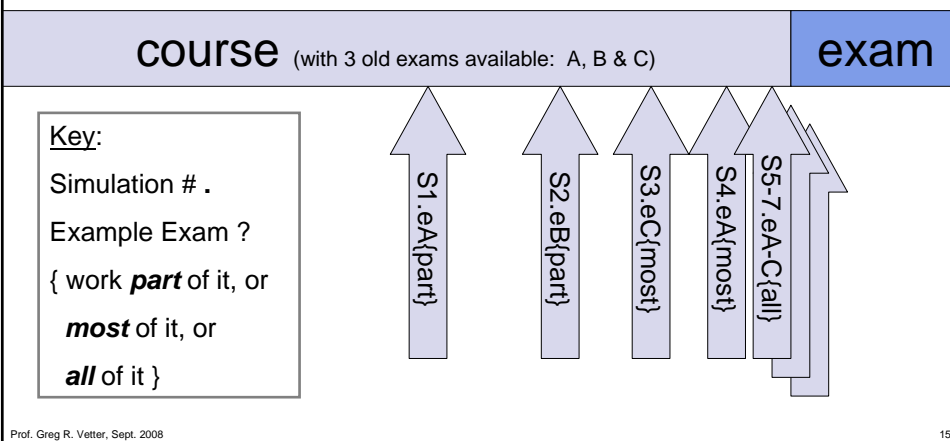 course (with 3 old exams available: A, B & C)
exam
Key:
Simulation # .
Example Exam ?
{ work part of it, or
most of it, or
all of it }
S1.eA{part}
S2.eB{part}
S3.eC{most}
S4.eA{most}
S5-7.eA-C{all}
Prof. Greg R. Vetter, Sept. 2008
15